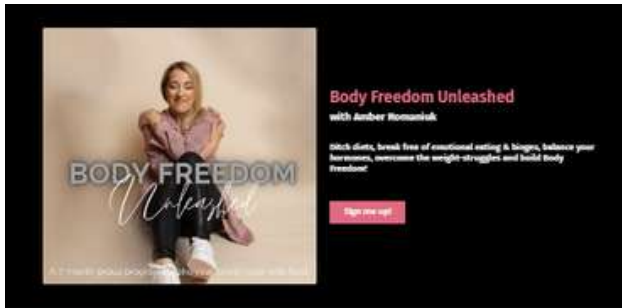 BODY FREEDOM
Unleashed
Body Freedom Unleashed
with Amber Romaniuk
Ditch diets, break free of emotional eating & binges, balance your
hormones, overcome the weight-struggles and build Body
Freedom!
Sign me up!